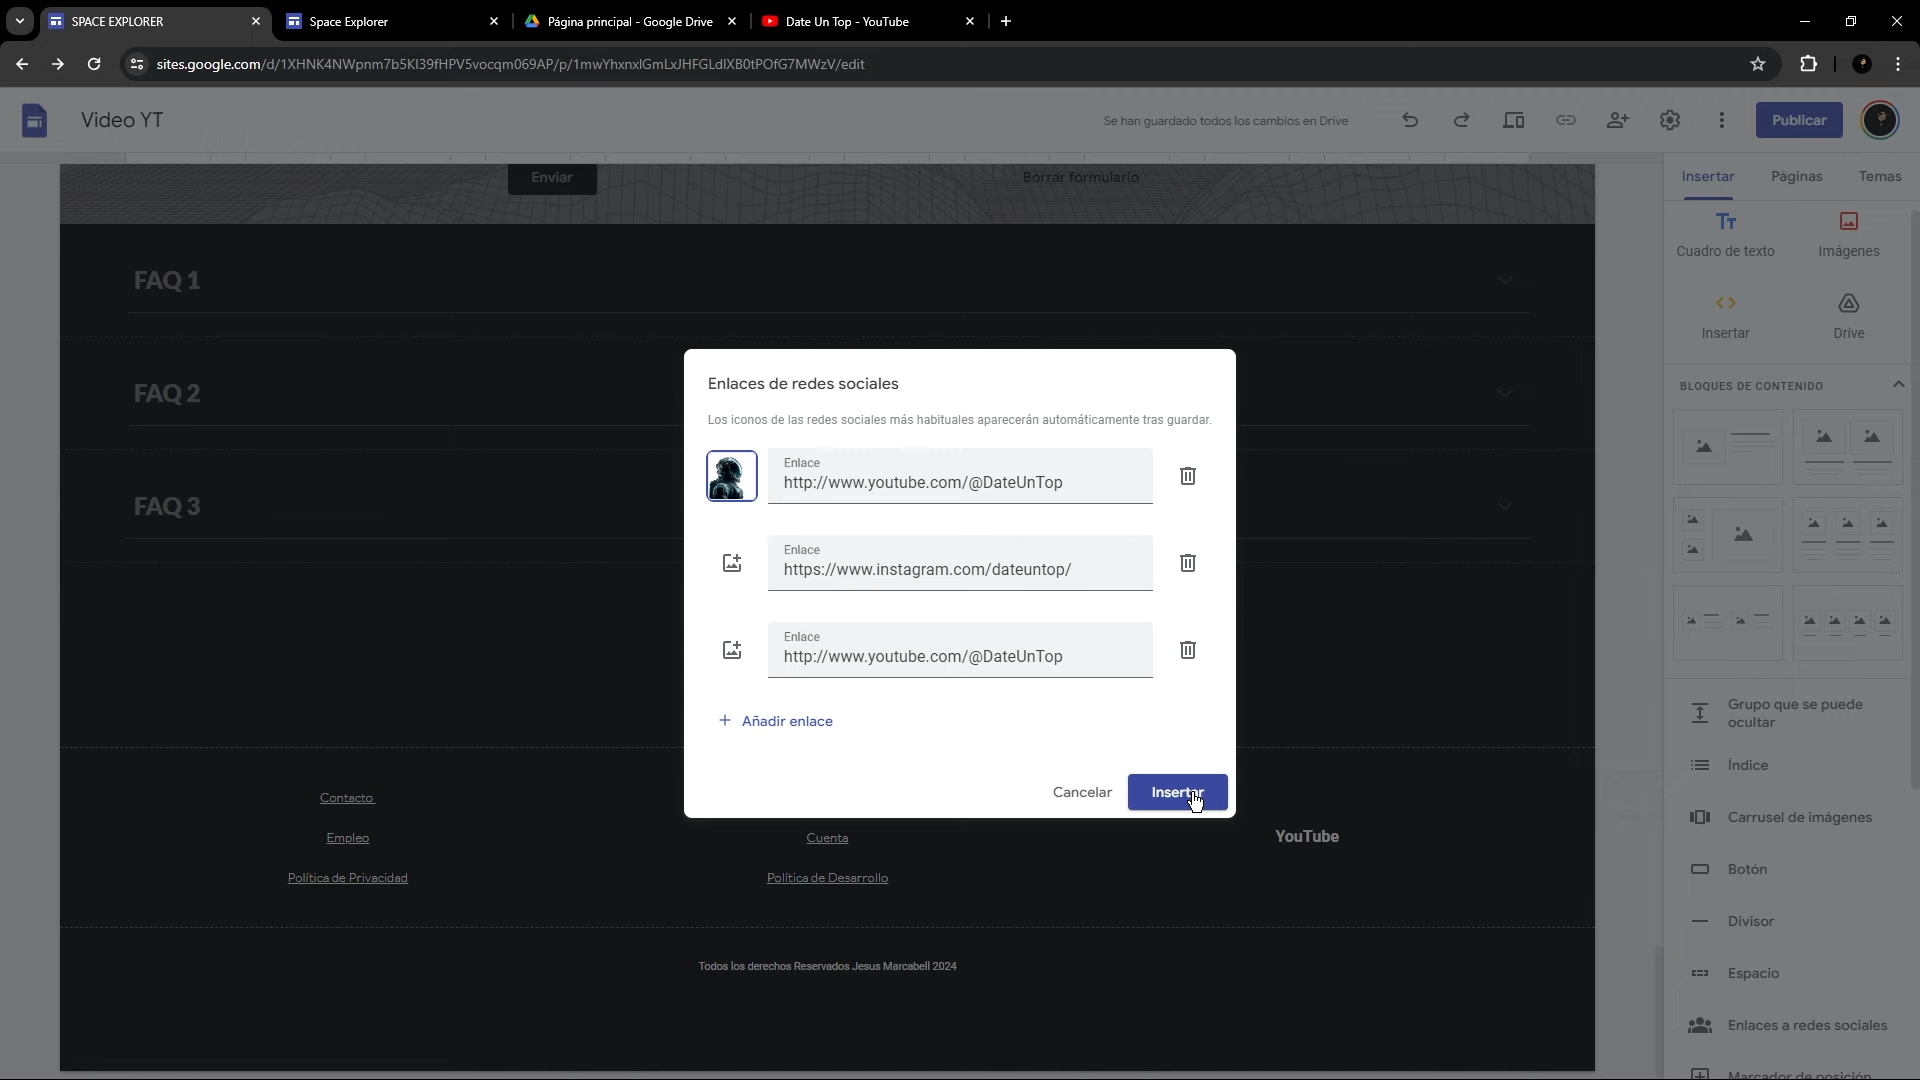 SPACE EXPLORER
Space Explorer
Página principal - Google Drive
Date Un Top - YouTube
sites.google.com/d/1XHNK4NWpnm7b5KI39fHPV5vocqm069AP/p/1mwYhxnxIGmLxJHFGLdlXB0tPOfG7MWzV/edit
Video YT
Se han guardado todos los cambios en Drive
Publicar
Insertar
Páginas
Temas
Enviar
Borrar formulario
Cuadro de texto
Imágenes
Insertar
Drive
BLOQUES DE CONTENIDO
FAQ 1
FAQ 2
FAQ 3
Enlaces de redes sociales
Los iconos de las redes sociales más habituales aparecerán automáticamente tras guardar.
Enlace
http://www.youtube.com/@DateUnTop
Enlace
https://www.instagram.com/dateuntop/
Enlace
http://www.youtube.com/@DateUnTop
Añadir enlace
Cancelar
Insertar
Grupo que se puede
ocultar
Índice
Carrusel de imágenes
Botón
Divisor
Espacio
Enlaces a redes sociales
Marcador de posición
Contacto
Empleo
Política de Privacidad
Cuenta
Política de Desarrollo
YouTube
Todos los derechos Reservados Jesus Marcabell 2024